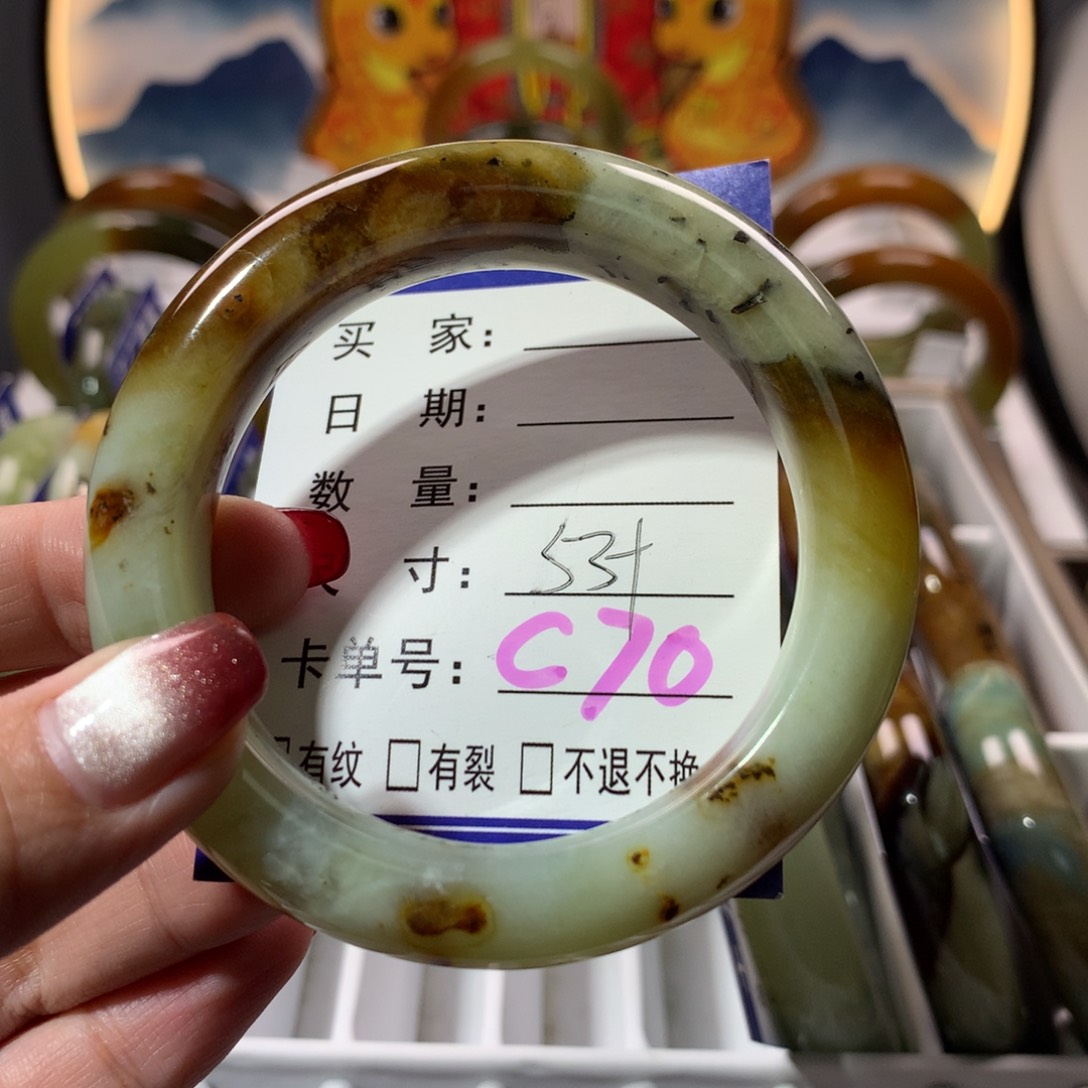 买 家:
日 期:
数 量:
寸: 53+
卡单号: C70
有纹 □有裂 □不退不换